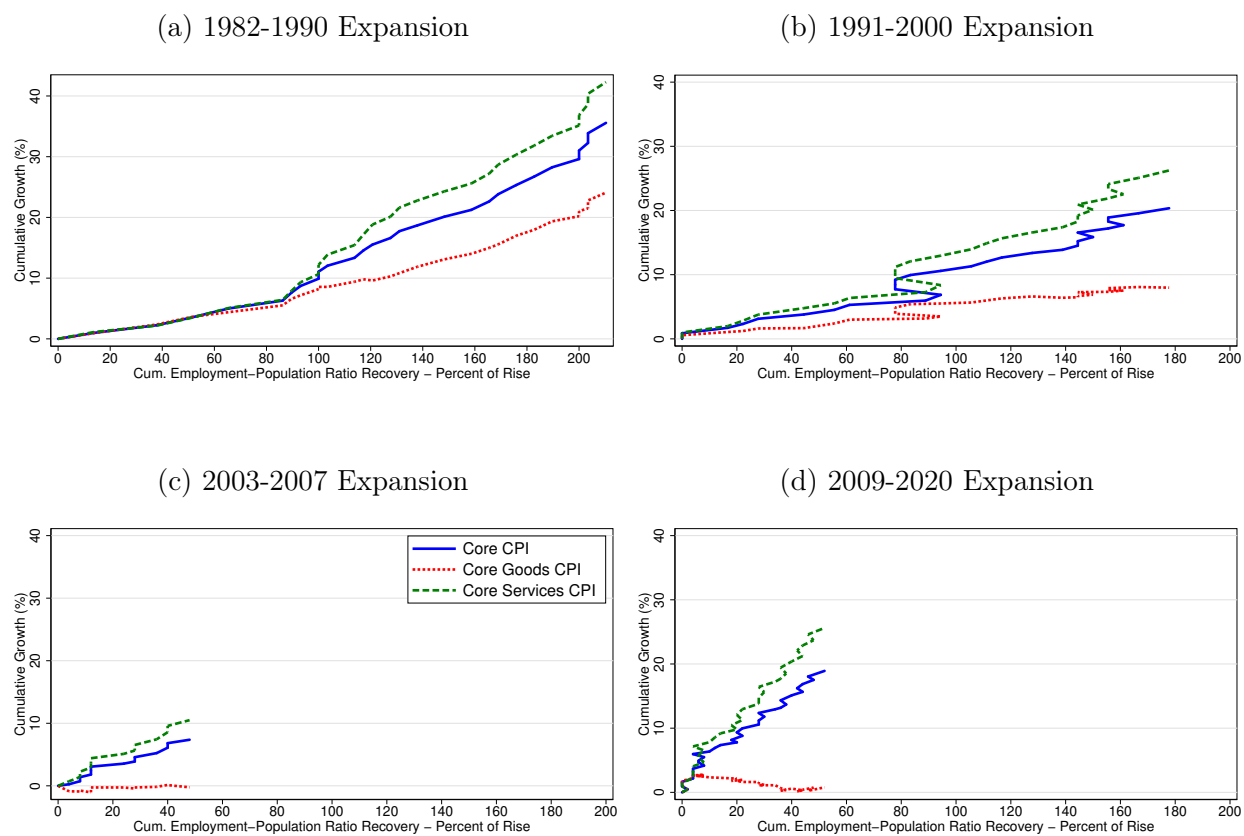 (a) 1982-1990 Expansion
Cumulative Growth (%)
0 10 20 30 40
0 20 40 60 80 100 120 140 160 180 200
Cum. Employment−Population Ratio Recovery − Percent of Rise
(b) 1991-2000 Expansion
Cumulative Growth (%)
0 10 20 30 40
0 20 40 60 80 100 120 140 160 180 200
Cum. Employment−Population Ratio Recovery − Percent of Rise
(c) 2003-2007 Expansion
Cumulative Growth (%)
0 10 20 30 40
Core CPI
Core Goods CPI
Core Services CPI
0 20 40 60 80 100 120 140 160 180 200
Cum. Employment−Population Ratio Recovery − Percent of Rise
(d) 2009-2020 Expansion
Cumulative Growth (%)
0 10 20 30 40
0 20 40 60 80 100 120 140 160 180 200
Cum. Employment−Population Ratio Recovery − Percent of Rise